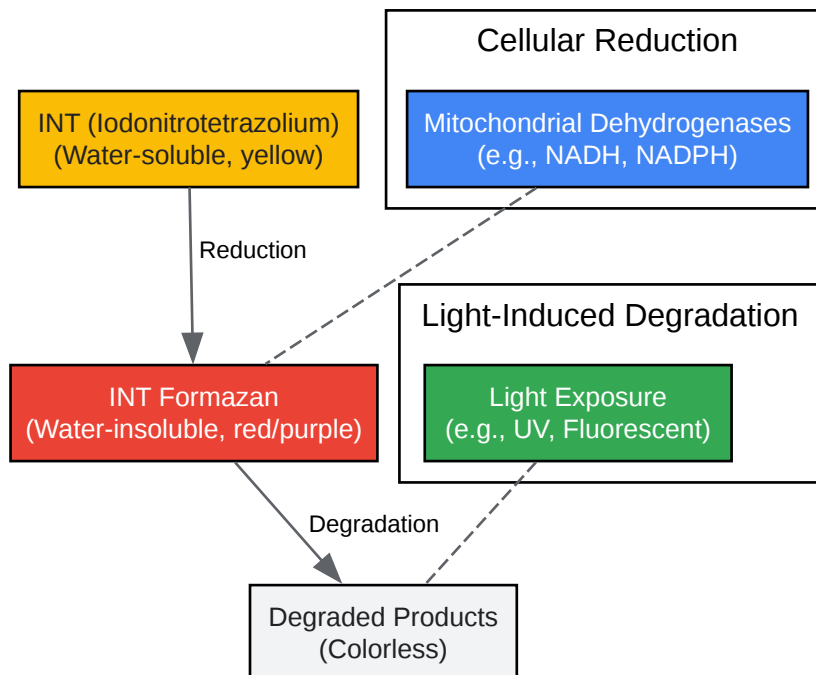 Cellular Reduction
INT (Iodonitrotetrazolium)
(Water-soluble, yellow)
Mitochondrial Dehydrogenases
(e.g., NADH, NADPH)
Reduction
Light-Induced Degradation
INT Formazan
(Water-insoluble, red/purple)
Light Exposure
(e.g., UV, Fluorescent)
Degradation
Degraded Products
(Colorless)